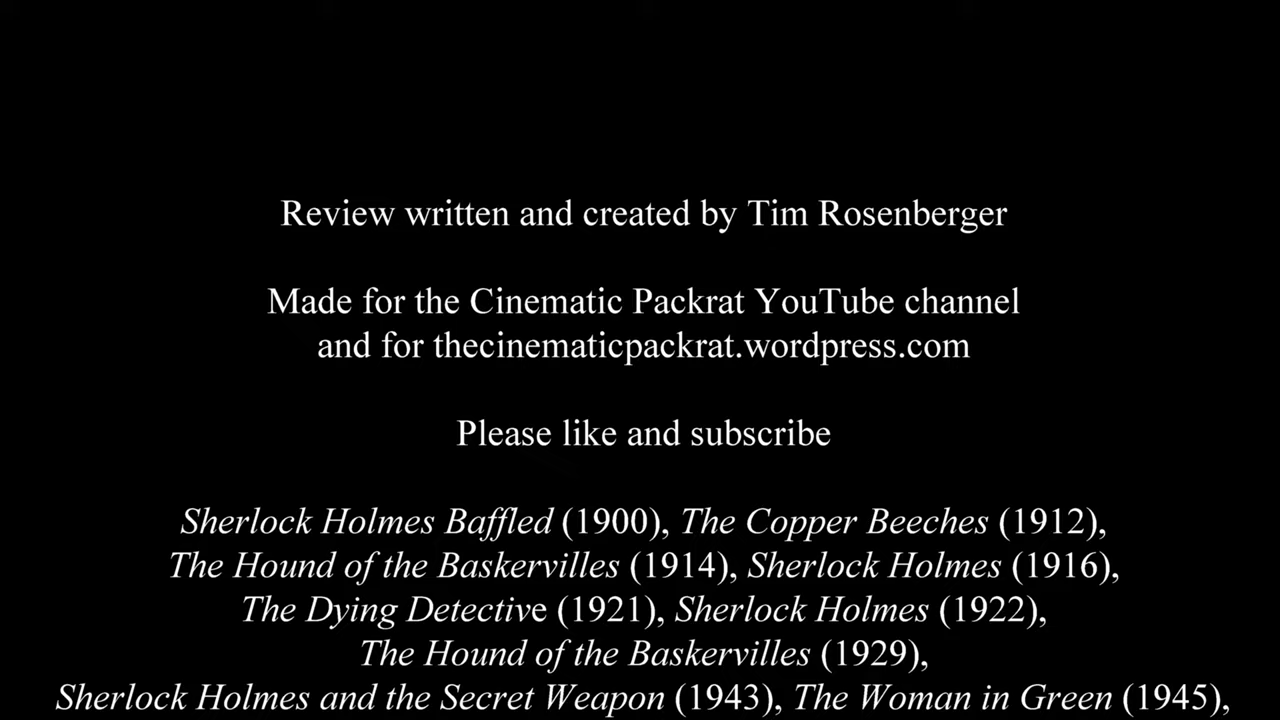 Review written and created by Tim Rosenberger
Made for the Cinematic Packrat YouTube channel
and for thecinematicpackrat.wordpress.com
Please like and subscribe
Sherlock Holmes Baffled (1900), The Copper Beeches (1912),
The Hound of the Baskervilles (1914), Sherlock Holmes (1916),
The Dying Detective (1921), Sherlock Holmes (1922),
The Hound of the Baskervilles (1929),
Sherlock Holmes and the Secret Weapon (1943), The Woman in Green (1945),